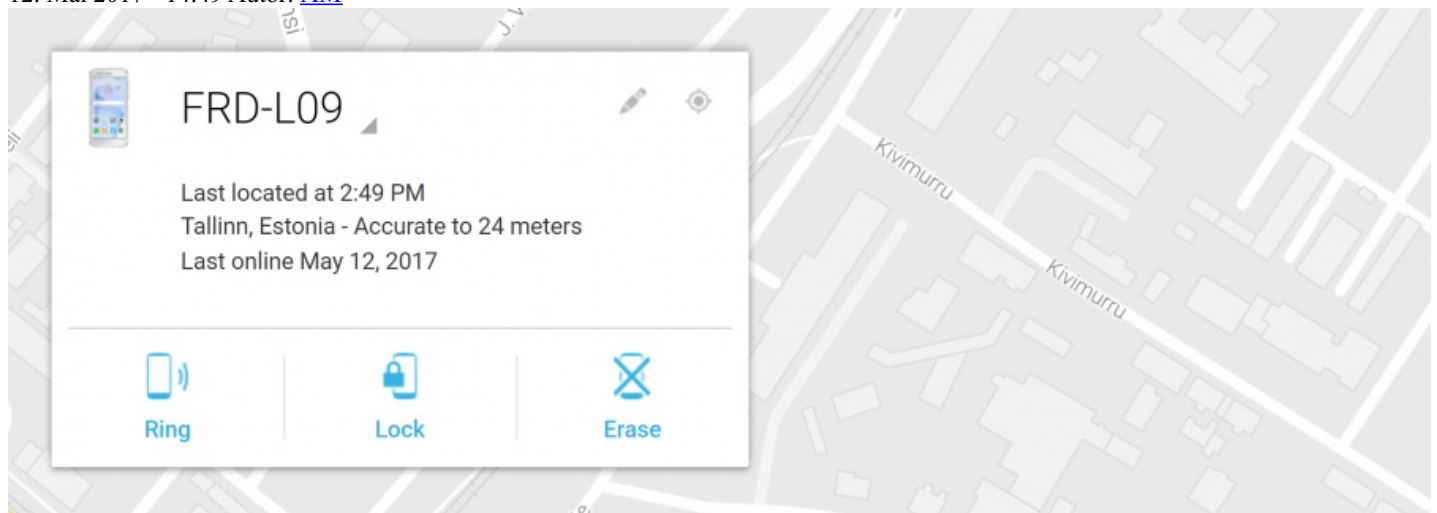 FRD-L09
Last located at 2:49 PM
Tallinn, Estonia - Accurate to 24 meters
Last online May 12, 2017
Ring
Lock
Erase
Kivimurru
Kivimurru